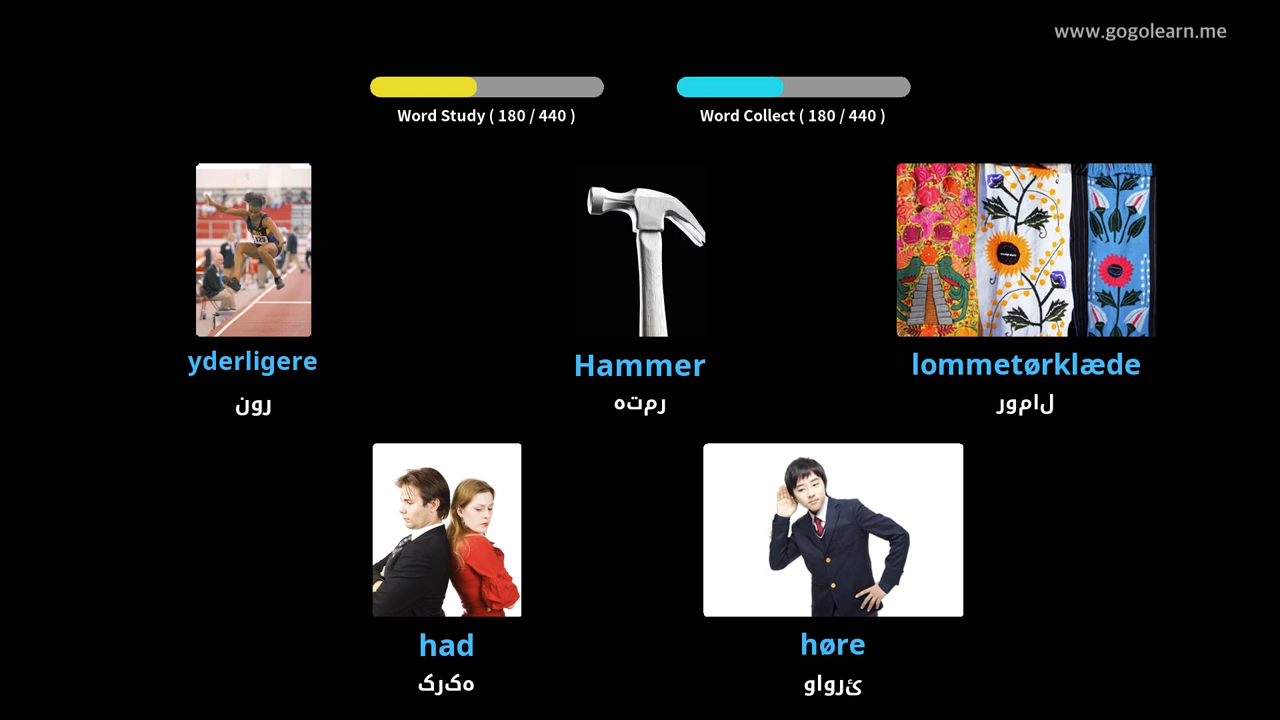 www.gogolearn.me
Word Study ( 180 / 440 ) Word Collect ( 180 / 440 )
yderligere Hammer lommetørklæde
رون رمته لامور
had høre
هکرک ئرواو